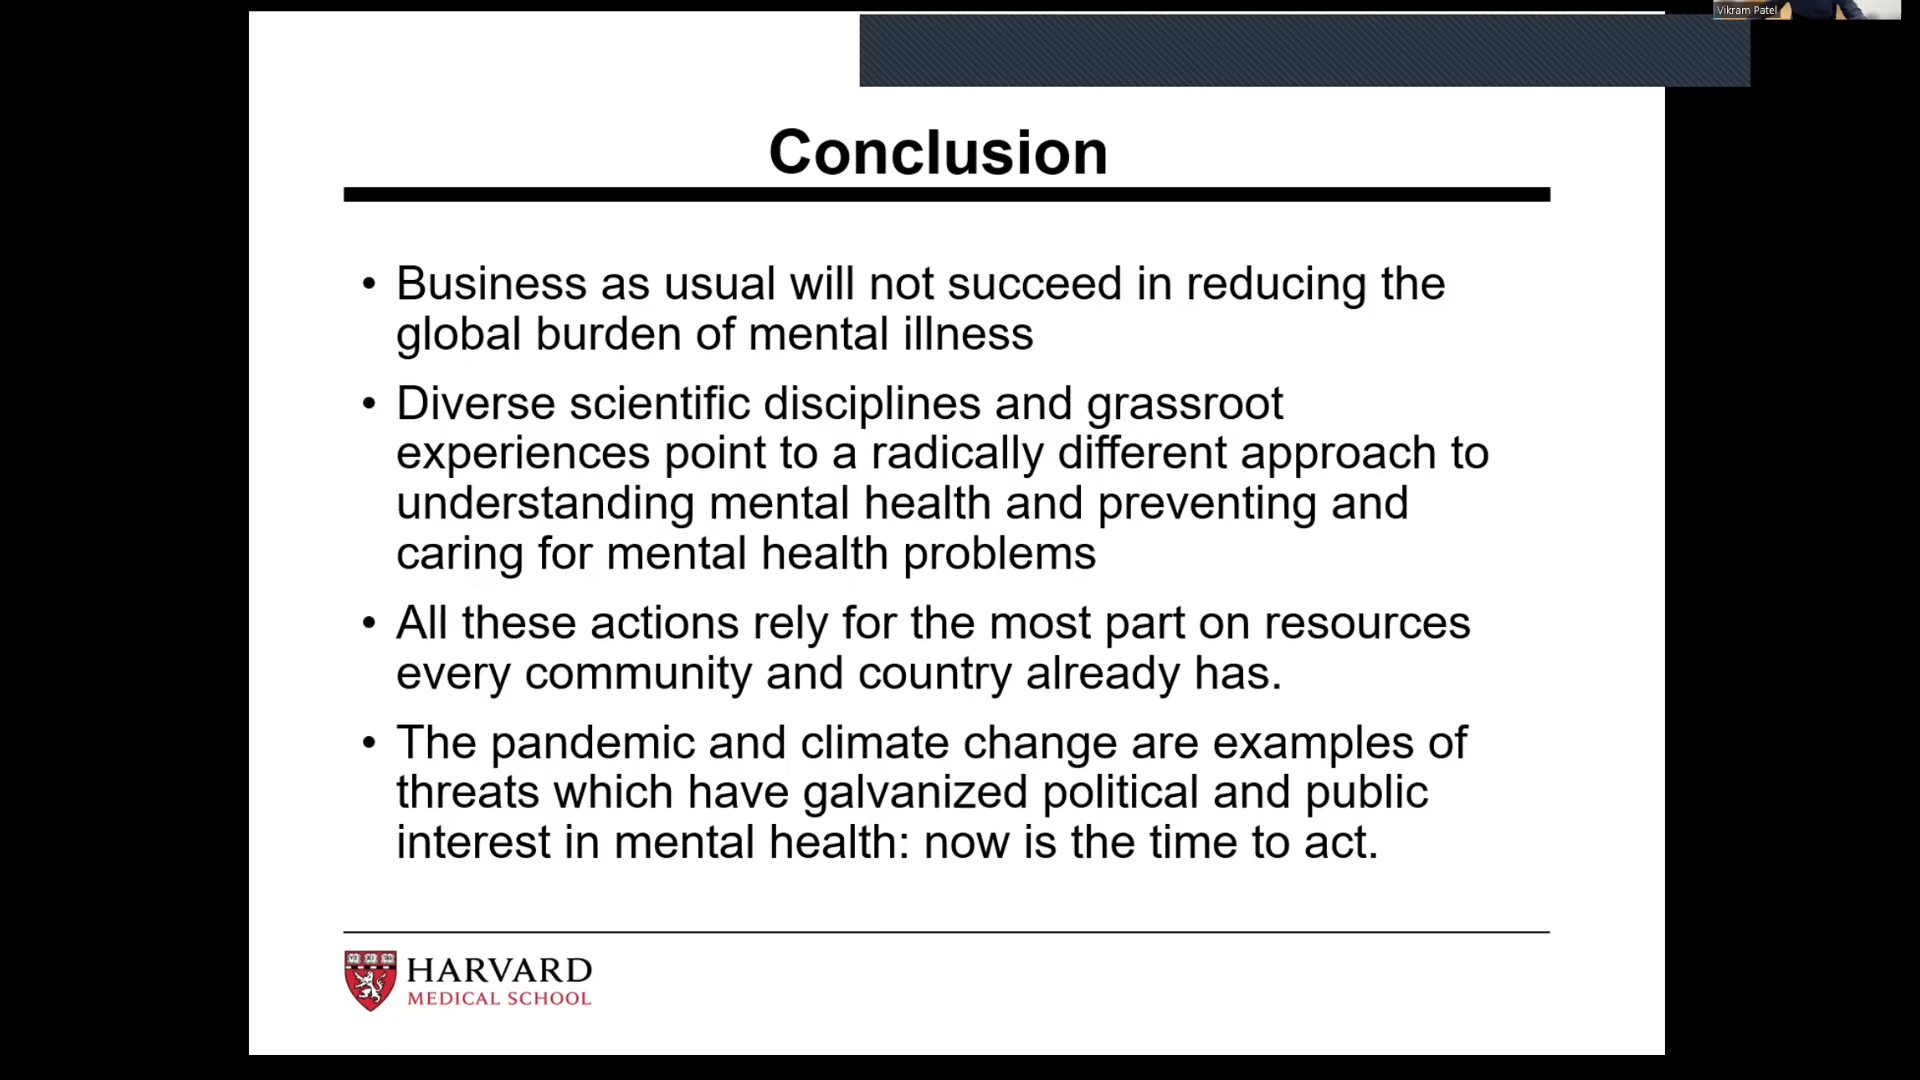 Vikram Patel
Conclusion
• Business as usual will not succeed in reducing the
global burden of mental illness
• Diverse scientific disciplines and grassroot
experiences point to a radically different approach to
understanding mental health and preventing and
caring for mental health problems
• All these actions rely for the most part on resources
every community and country already has.
• The pandemic and climate change are examples of
threats which have galvanized political and public
interest in mental health: now is the time to act.
HARVARD
MEDICAL SCHOOL